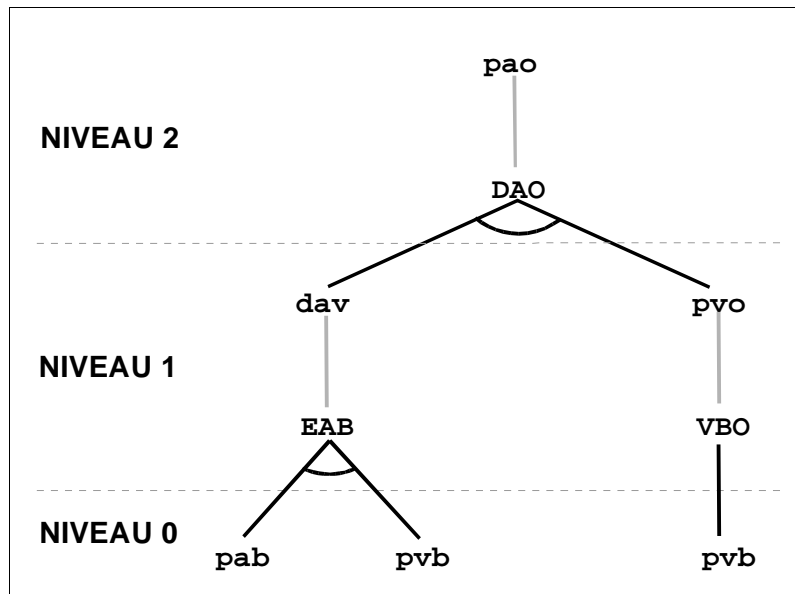 pao
NIVEAU 2
DAO
dav pvo
NIVEAU 1
EAB VBO
NIVEAU 0
pab pvb pvb